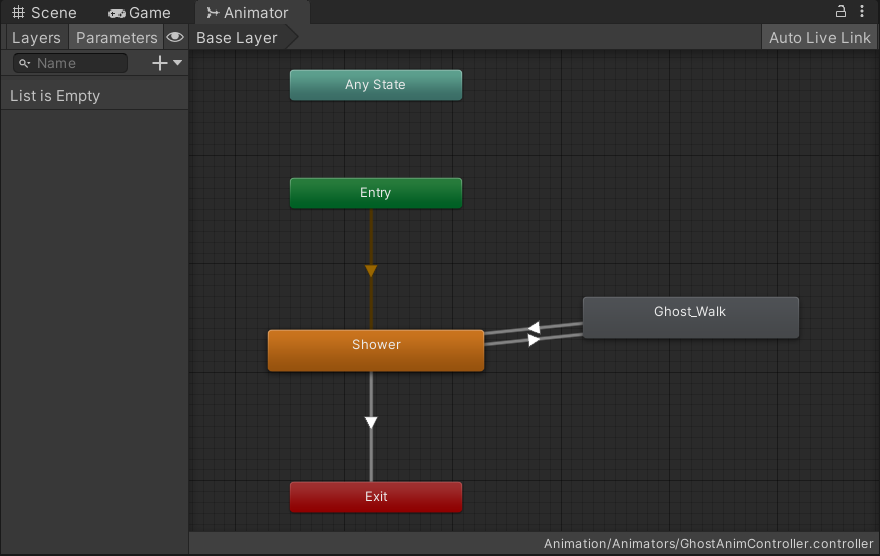 Scene Game Animator
Layers Parameters Base Layer Auto Live Link
Name
List is Empty
Any State
Entry
Ghost_Walk
Shower
Exit
Animation/Animators/GhostAnimController.controller